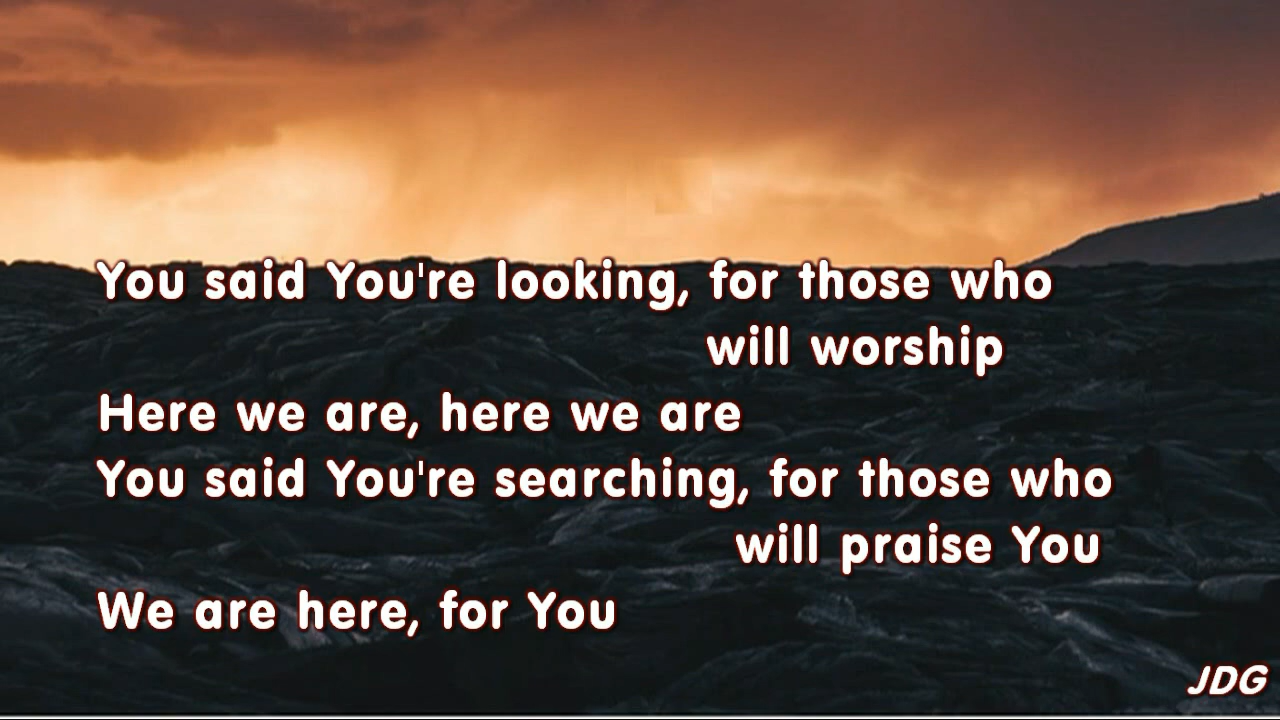 You said You're looking, for those who
will worship
Here we are, here we are
You said You're searching, for those who
will praise You
We are here, for You
JDG